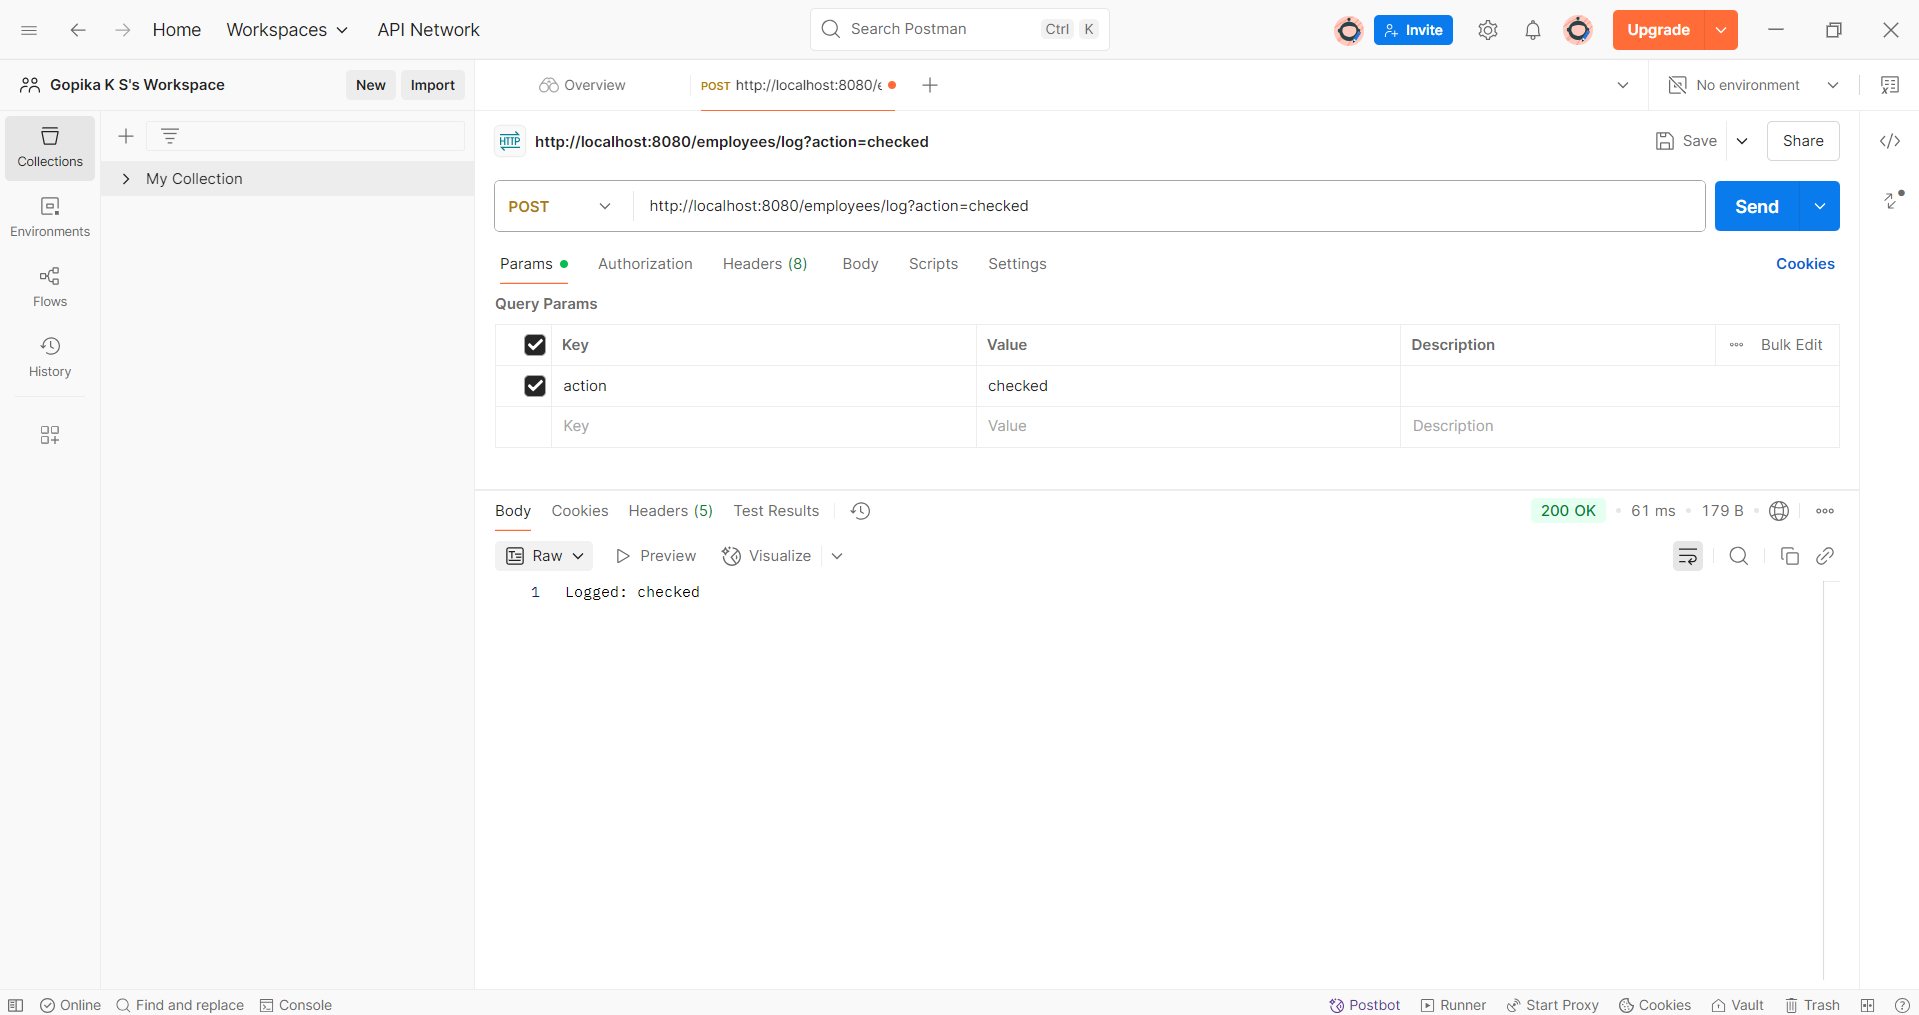 Home Workspaces API Network Search Postman Ctrl K Invite Upgrade
Gopika K S's Workspace New Import Overview POST http://localhost:8080/e No environment
Collections
My Collection
Environments
Flows
History
HTTP http://localhost:8080/employees/log?action=checked Save Share
POST http://localhost:8080/employees/log?action=checked Send
Params Authorization Headers (8) Body Scripts Settings Cookies
Query Params
Key Value Description Bulk Edit
action checked
Key Value Description
Body Cookies Headers (5) Test Results 200 OK 61 ms 179 B
Raw Preview Visualize
1 Logged: checked
Online Find and replace Console Postbot Runner Start Proxy Cookies Vault Trash